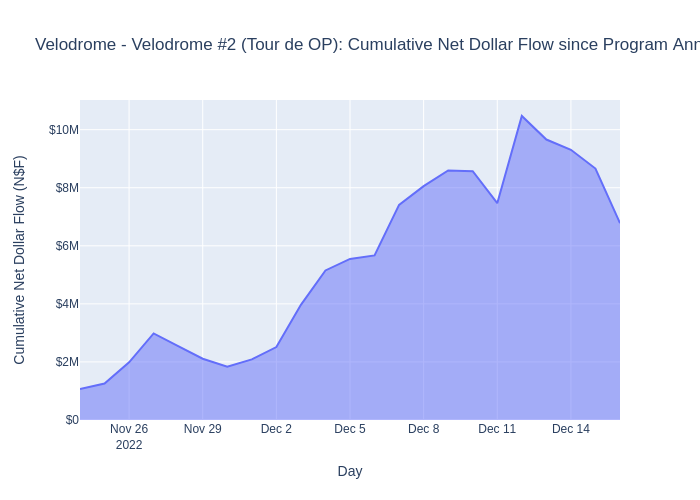 Velodrome - Velodrome #2 (Tour de OP): Cumulative Net Dollar Flow since Program Ann
$10M
$8M
$6M
$4M
$2M
$0
Cumulative Net Dollar Flow (N$F)
Nov 26
2022
Nov 29
Dec 2
Dec 5
Dec 8
Dec 11
Dec 14
Day